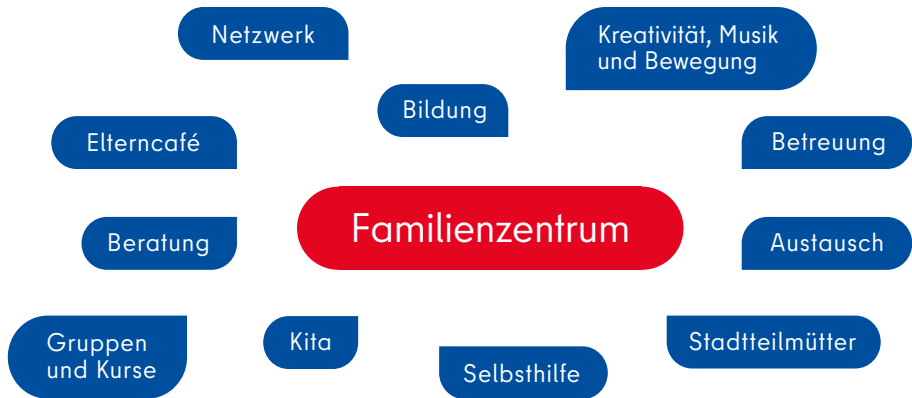 Netzwerk
Kreativität, Musik
und Bewegung
Bildung
Elterncafé
Betreuung
Familienzentrum
Beratung
Austausch
Gruppen
und Kurse
Kita
Selbsthilfe
Stadtteilmütter